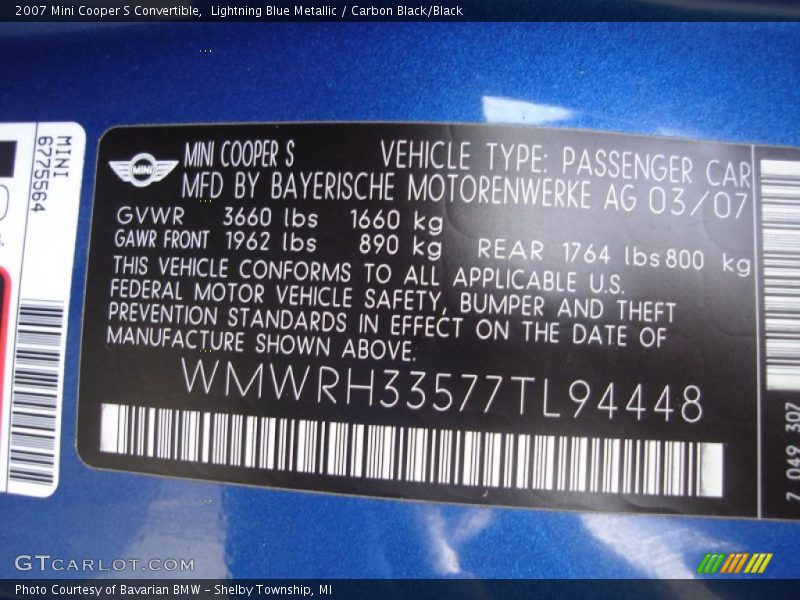 2007 Mini Cooper S Convertible,  Lightning Blue Metallic / Carbon Black/Black
MINI
6775564
MINI
MINI COOPER S VEHICLE TYPE: PASSENGER CAR
MFD BY BAYERISCHE MOTORENWERKE AG 03/07
GVWR 3660 lbs 1660 kg
GAWR FRONT 1962 lbs 890 kg REAR 1764 lbs 800 kg
THIS VEHICLE CONFORMS TO ALL APPLICABLE U.S.
FEDERAL MOTOR VEHICLE SAFETY, BUMPER AND THEFT
PREVENTION STANDARDS IN EFFECT ON THE DATE OF
MANUFACTURE SHOWN ABOVE.
WMWRH33577TL94448
7 049 307
GTCARLOT.COM
Photo Courtesy of Bavarian BMW – Shelby Township, MI